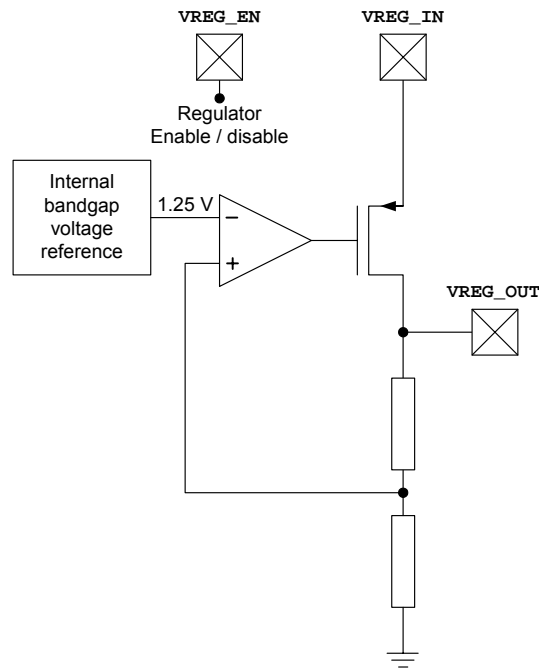 VREG_EN
VREG_IN
Regulator
Enable / disable
Internal
bandgap
voltage
reference
1.25 V
−
+
VREG_OUT